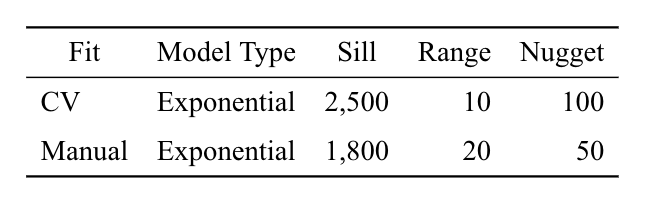 Fit Model Type Sill Range Nugget
CV Exponential 2,500 10 100
Manual Exponential 1,800 20 50